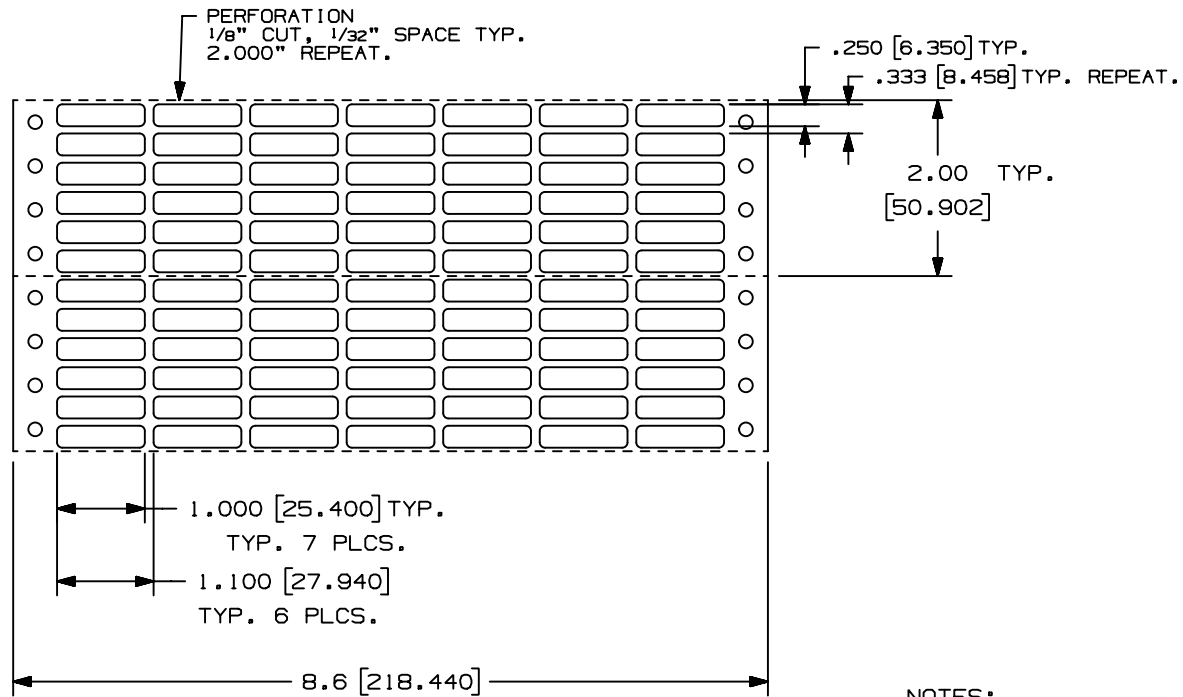 PERFORATION
1/8" CUT, 1/32" SPACE TYP.
2.000" REPEAT.
.250 [6.350] TYP.
.333 [8.458] TYP. REPEAT.
2.00 TYP.
[50.902]
1.000 [25.400] TYP.
TYP. 7 PLCS.
1.100 [27.940]
TYP. 6 PLCS.
8.6 [218.440]
NOTES: